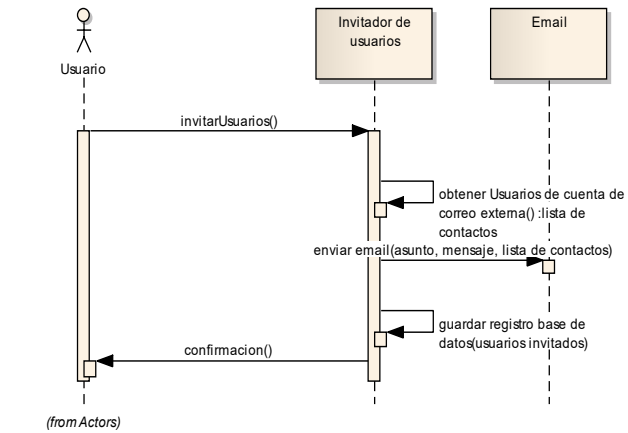 Usuario
Invitador de
usuarios
Email
invitarUsuarios()
obtener Usuarios de cuenta de
correo externa() :lista de
contactos
enviar email(asunto, mensaje, lista de contactos)
guardar registro base de
datos(usuarios invitados)
confirmacion()
(from Actors)